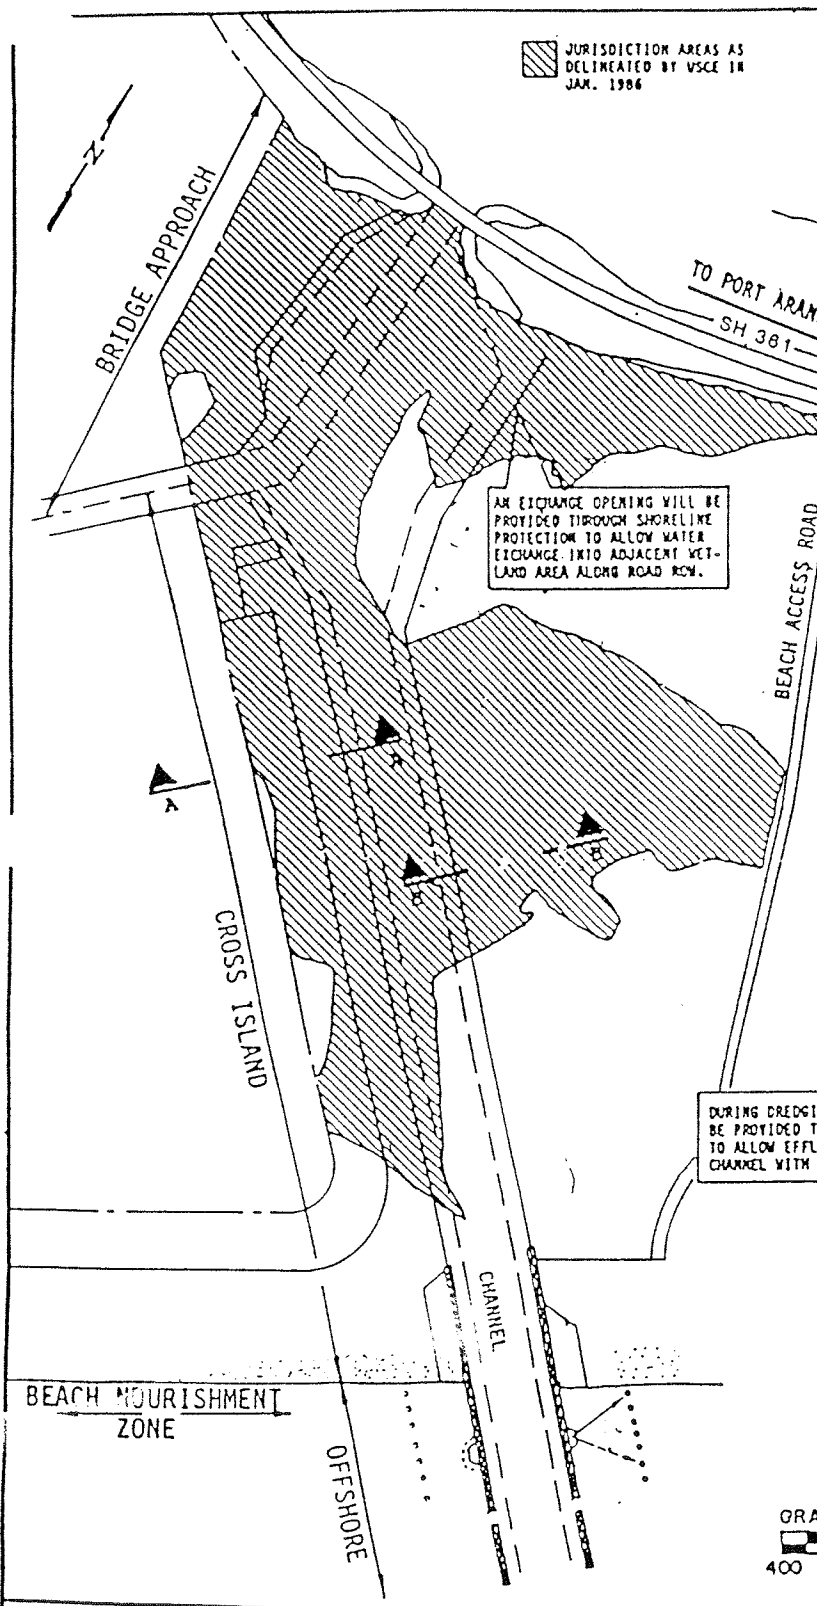 JURISDICTION AREAS AS
DELINEATED BY USCE IN
JAN. 1986
N
BRIDGE APPROACH
TO PORT ARAN
SH 361
AN EXCHANGE OPENING WILL BE
PROVIDED THROUGH SHORELINE
PROTECTION TO ALLOW WATER
EXCHANGE INTO ADJACENT WET-
LAND AREA ALONG ROAD ROW.
BEACH ACCESS ROAD
A
A
B
B
CROSS ISLAND
DURING DREDGI
BE PROVIDED T
TO ALLOW EFFL
CHANNEL WITH
CHANNEL
BEACH NOURISHMENT
ZONE
OFFSHORE
GRA
400